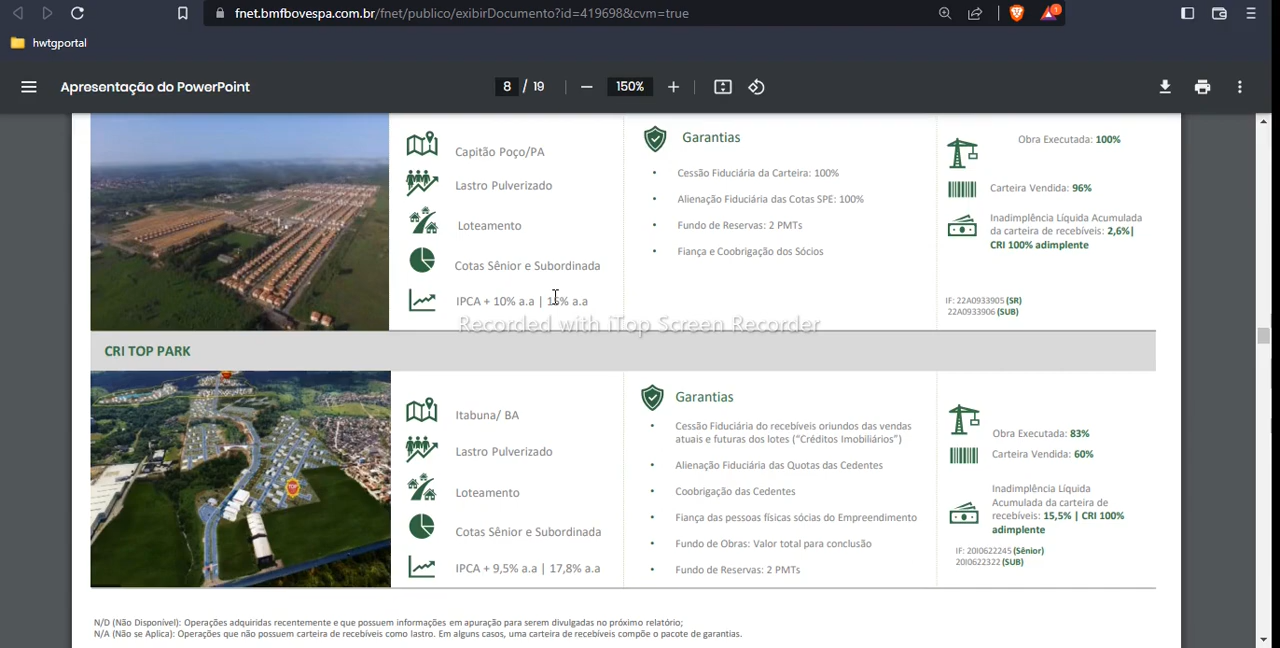 fnet.bmfbovespa.com.br/fnet/publico/exibirDocumento?id=419698&cvm=true
1
hwtgportal
Apresentação do PowerPoint
8 / 19
150%
Capitão Poço/PA
Lastro Pulverizado
Loteamento
Cotas Sênior e Subordinada
IPCA + 10% a.a | 16% a.a
Garantias
• Cessão Fiduciária da Carteira: 100%
• Alienação Fiduciária das Cotas SPE: 100%
• Fundo de Reservas: 2 PMTs
• Fiança e Coobrigação dos Sócios
Obra Executada: 100%
Carteira Vendida: 96%
Inadimplência Líquida Acumulada
da carteira de recebíveis: 2,6%|
CRI 100% adimplente
IF: 22A0933905 (SR)
22A0933906 (SUB)
Recorded with iTop Screen Recorder
CRI TOP PARK
TOP
Itabuna/ BA
Lastro Pulverizado
Loteamento
Cotas Sênior e Subordinada
IPCA + 9,5% a.a | 17,8% a.a
Garantias
• Cessão Fiduciária do recebíveis oriundos das vendas
atuais e futuras dos lotes (“Créditos Imobiliários”)
• Alienação Fiduciária das Quotas das Cedentes
• Coobrigação das Cedentes
• Fiança das pessoas físicas sócias do Empreendimento
• Fundo de Obras: Valor total para conclusão
• Fundo de Reservas: 2 PMTs
Obra Executada: 83%
Carteira Vendida: 60%
Inadimplência Líquida
Acumulada da carteira de
recebíveis: 15,5% | CRI 100%
adimplente
IF: 20I0622245 (Sênior)
20I0622322 (SUB)
N/D (Não Disponível): Operações adquiridas recentemente e que possuem informações em apuração para serem divulgadas no próximo relatório;
N/A (Não se Aplica): Operações que não possuem carteira de recebíveis como lastro. Em alguns casos, uma carteira de recebíveis compõe o pacote de garantias.